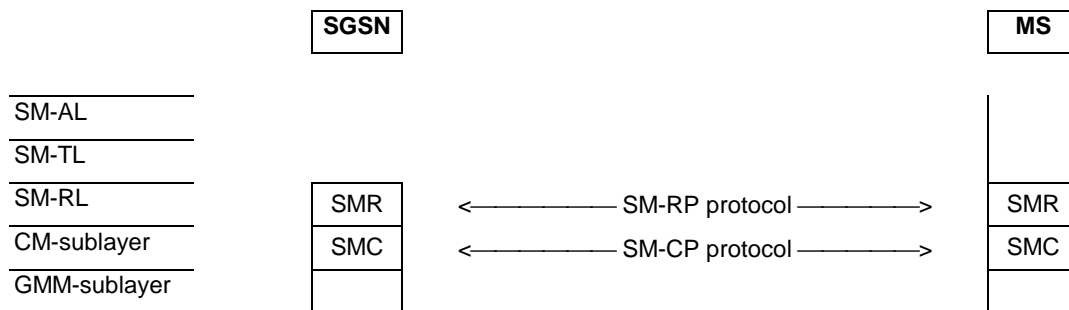 SGSN MS
SM-AL
SM-TL
SM-RL SMR <SM-RP protocol> SMR
CM-sublayer SMC <SM-CP protocol> SMC
GMM-sublayer